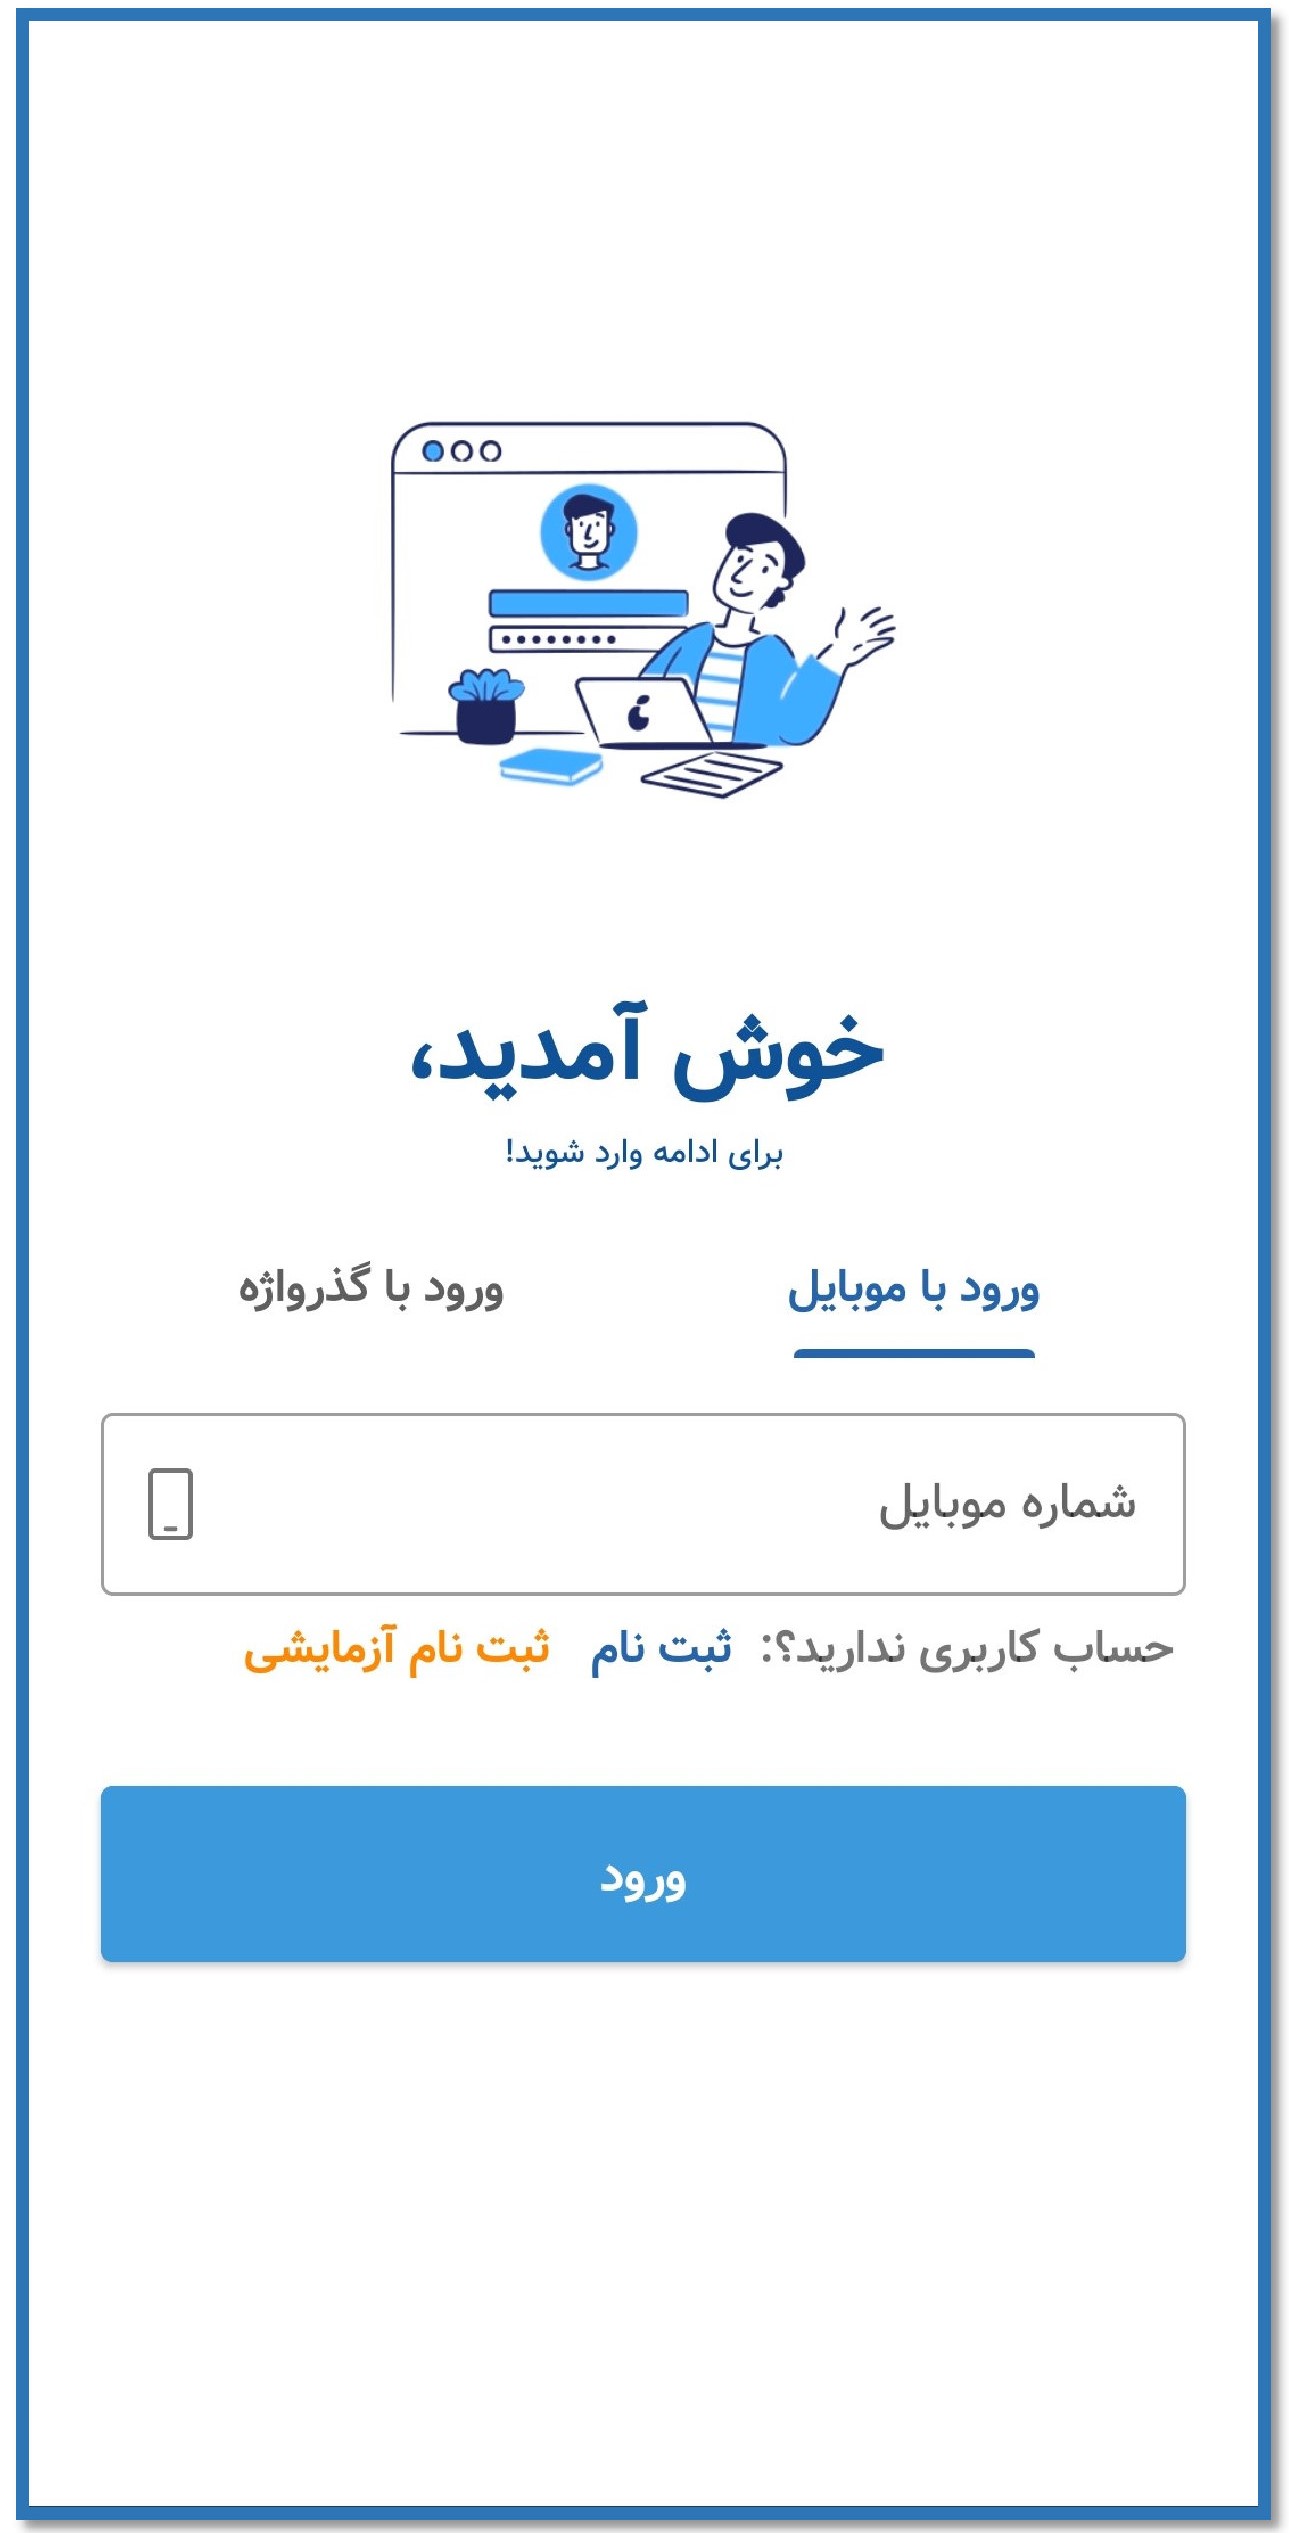 خوش آمدید،
برای ادامه وارد شوید!
ورود با موبایل ورود با گذرواژه
شماره موبایل
حساب کاربری ندارید؟: ثبت نام ثبت نام آزمایشی
ورود